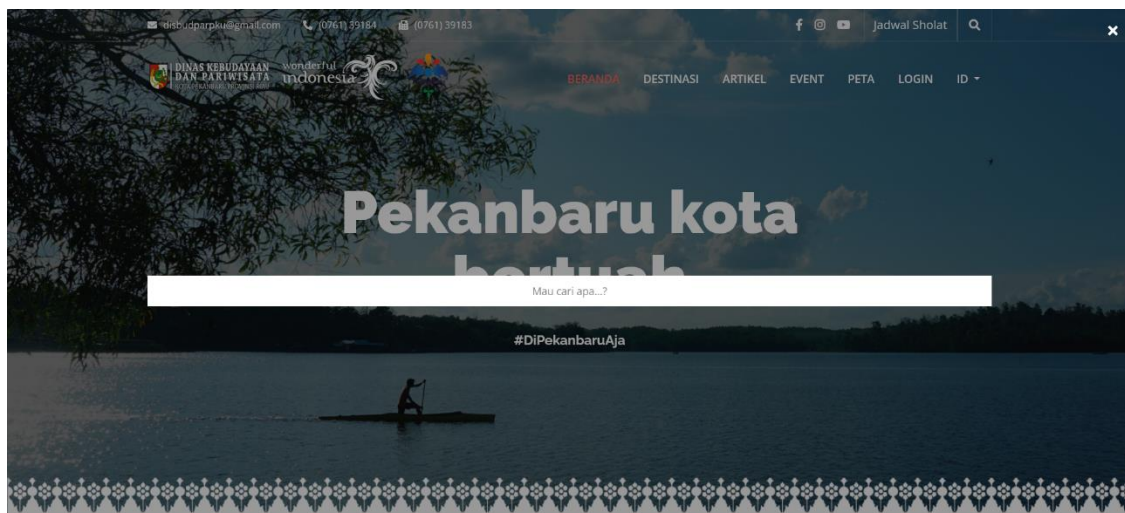 disbudparpku@gmail.com (0761) 39184 (0761) 39183 Jadwal Sholat
DINAS KEBUDAYAAN
DAN PARIWISATA
wonderful
indonesia
BERANDA DESTINASI ARTIKEL EVENT PETA LOGIN ID
Pekanbaru kota
bertuah
Mau cari apa...?
#DiPekanbaruAja